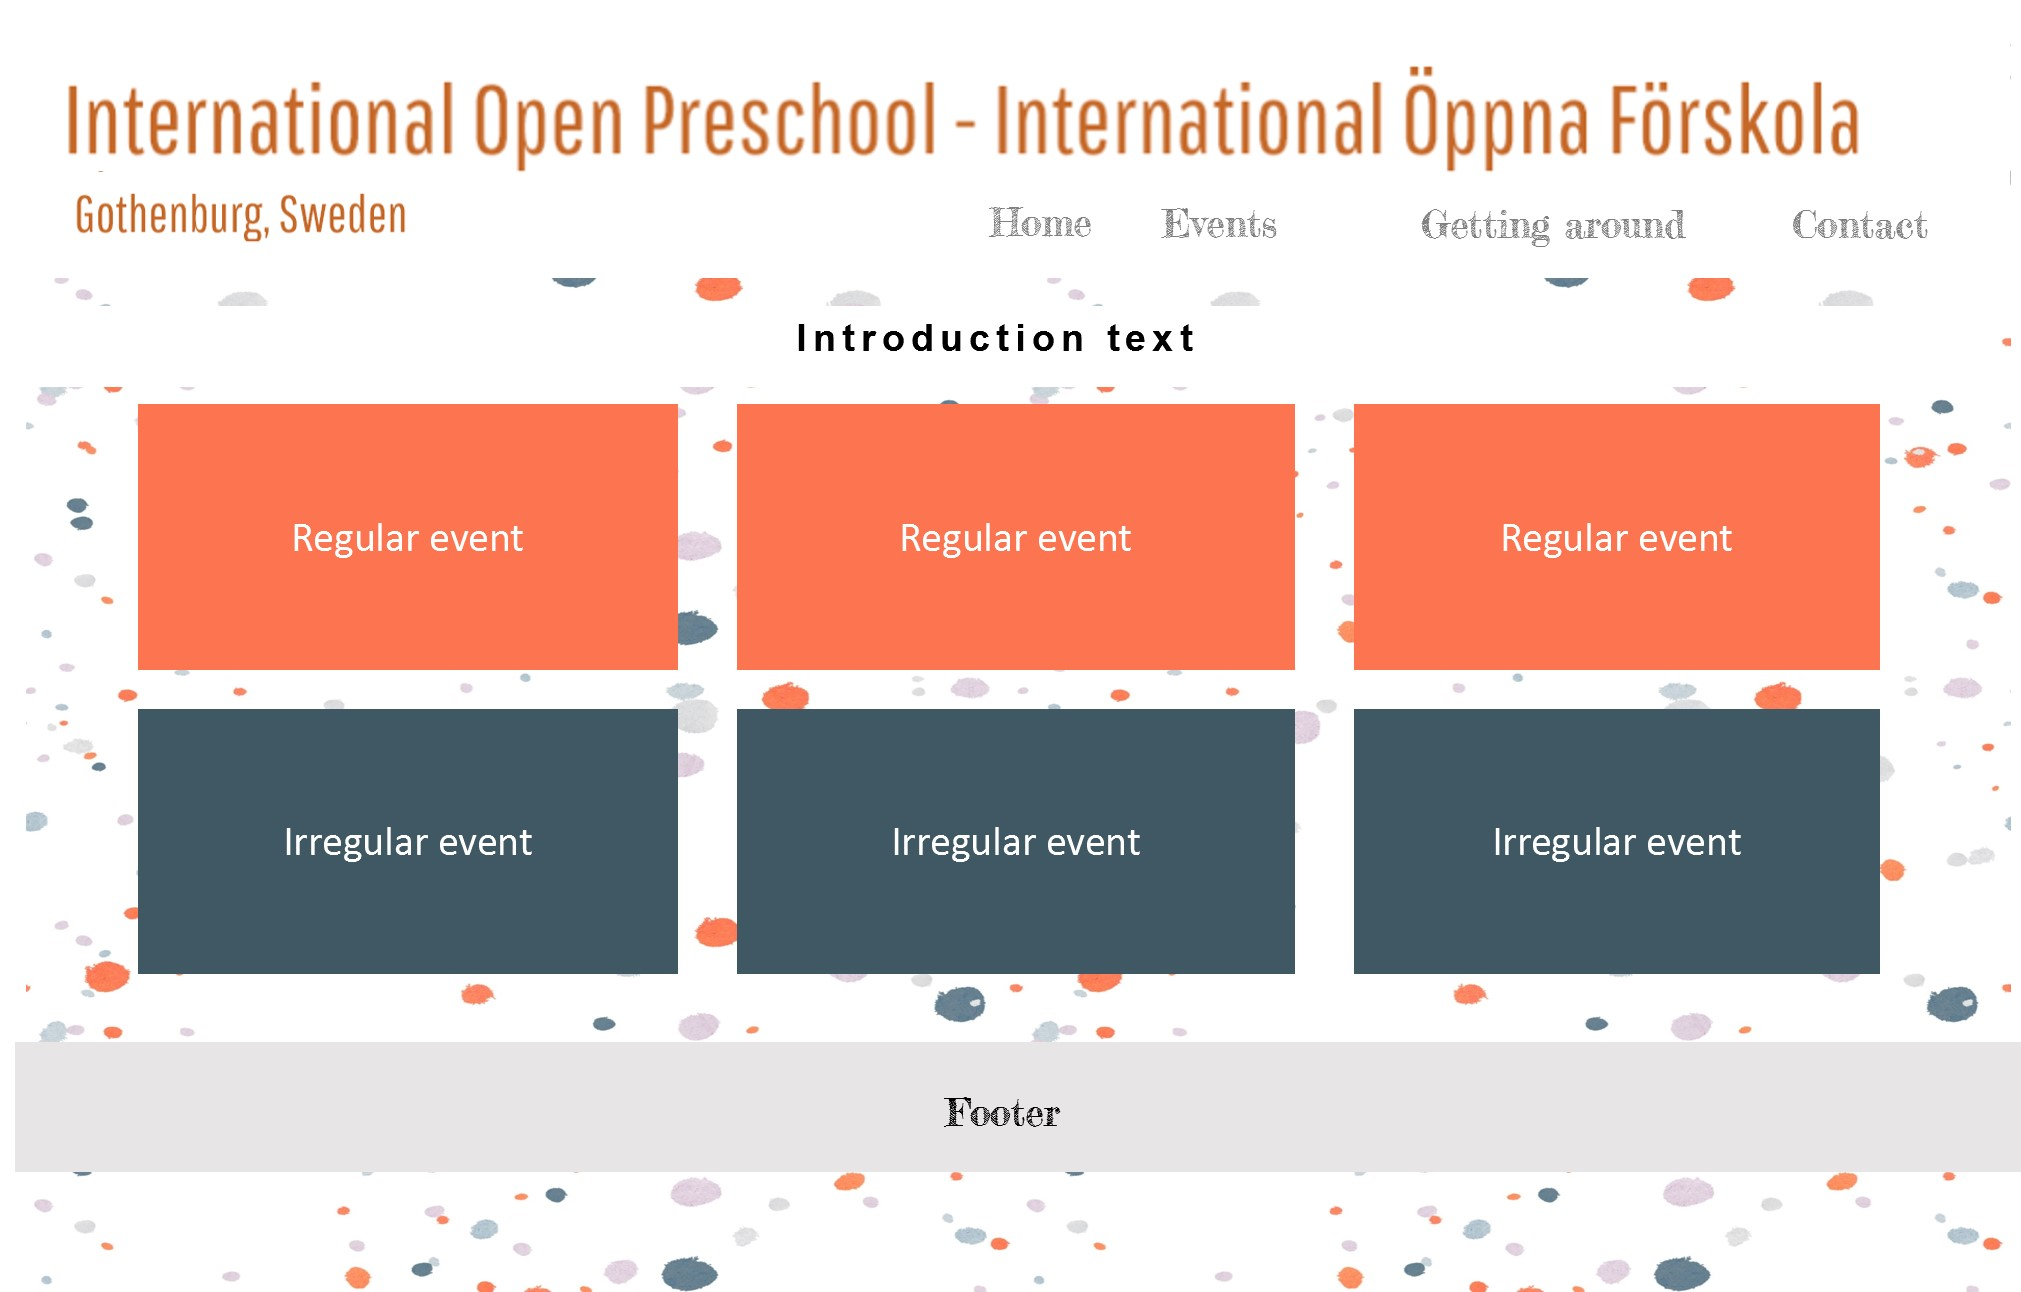 International Open Preschool - International Öppna Förskola
Gothenburg, Sweden
Home Events Getting around Contact
Introduction text
Regular event Regular event Regular event
Irregular event Irregular event Irregular event
Footer